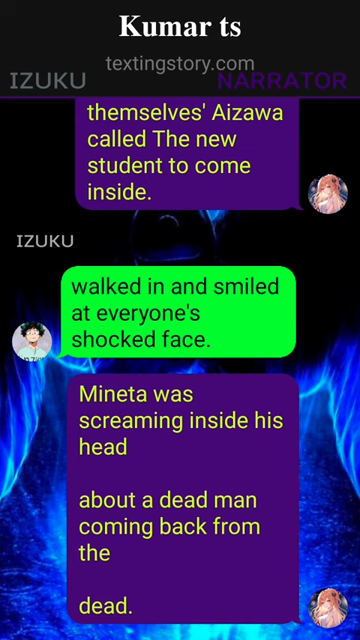 Kumar ts
textingstory.com
IZUKU NARRATOR
themselves' Aizawa
called The new
student to come
inside.
IZUKU
walked in and smiled
at everyone's
shocked face.
Mineta was
screaming inside his
head
about a dead man
coming back from
the
dead.